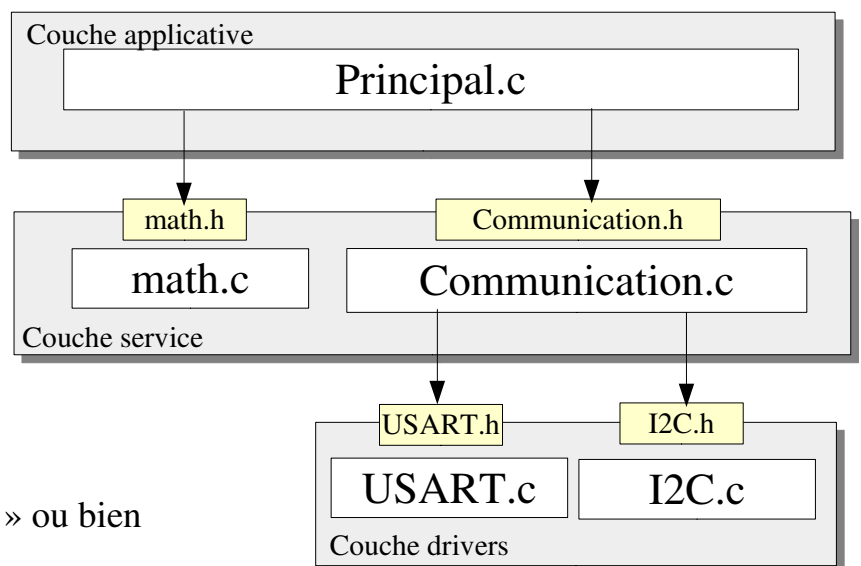 Couche applicative
Principal.c
math.h
Communication.h
math.c
Communication.c
Couche service
USART.h
I2C.h
USART.c
I2C.c
» ou bien
Couche drivers